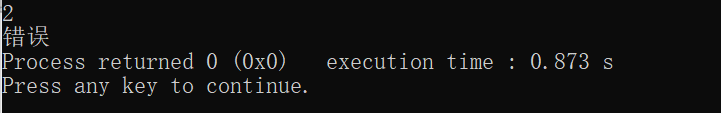 2
错误
Process returned 0 (0x0)   execution time : 0.873 s
Press any key to continue.